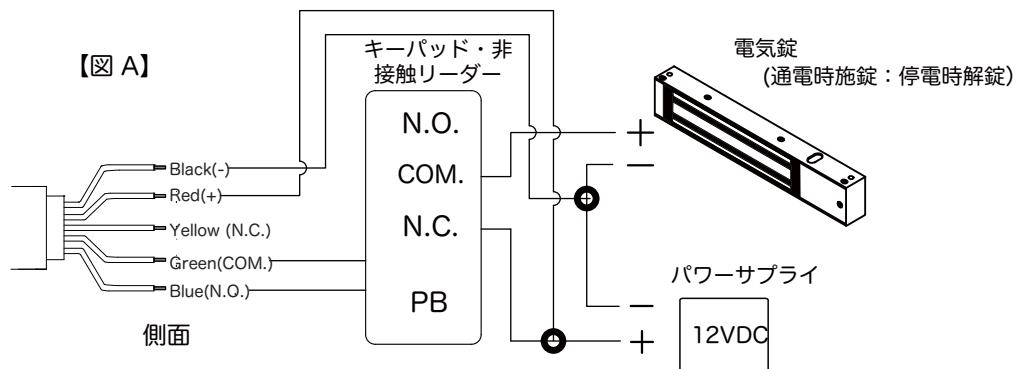 【図 A】
キーパッド・非
接触リーダー
電気錠
(通電時施錠：停電時解錠)
N.O.
COM.
N.C.
PB
+
−
Black(-)
Red(+)
Yellow (N.C.)
Green(COM.)
Blue(N.O.)
側面
パワーサプライ
−
+
12VDC